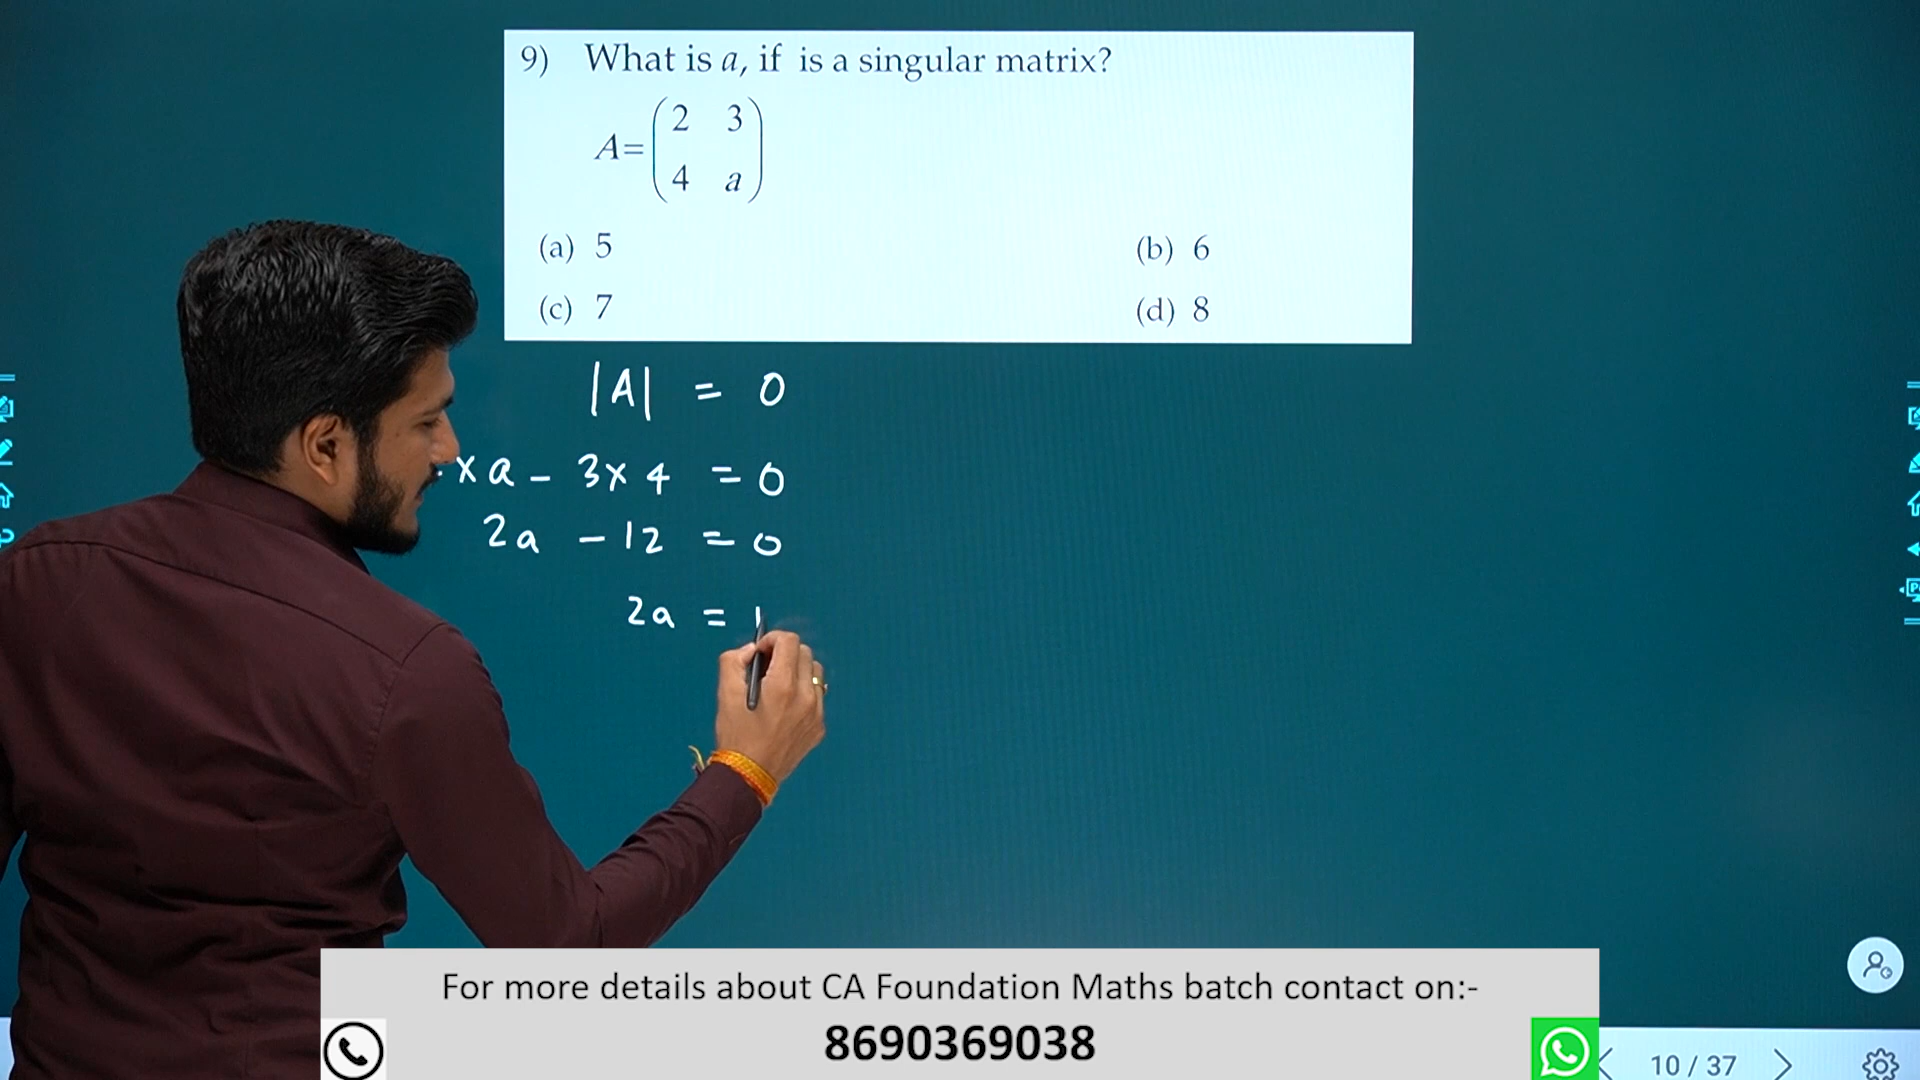 9) What is a, if is a singular matrix?
A= ( 2 3
4 a )
(a) 5 (b) 6
(c) 7 (d) 8
|A| = 0
x a - 3 x 4 = 0
2a - 12 = 0
2a = 1
For more details about CA Foundation Maths batch contact on:-
8690369038
10 / 37